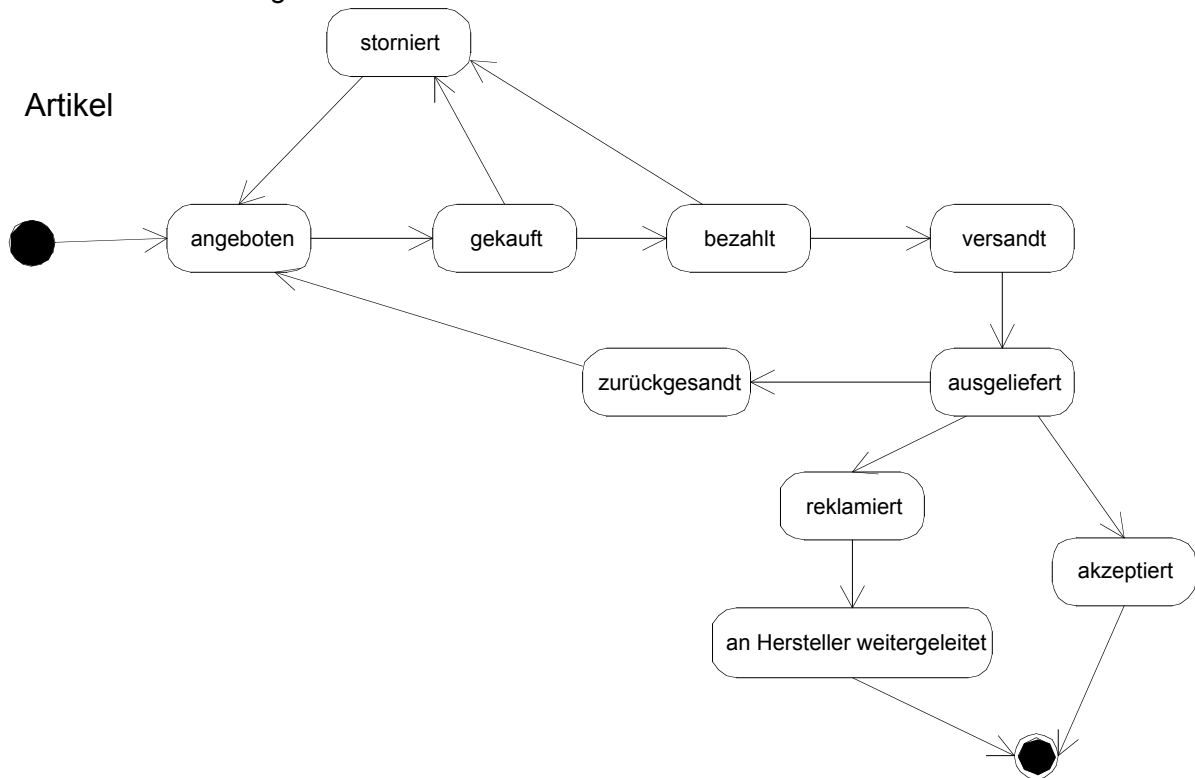 storniert
Artikel
angeboten
gekauft
bezahlt
versandt
zurückgesandt
ausgeliefert
reklamiert
akzeptiert
an Hersteller weitergeleitet